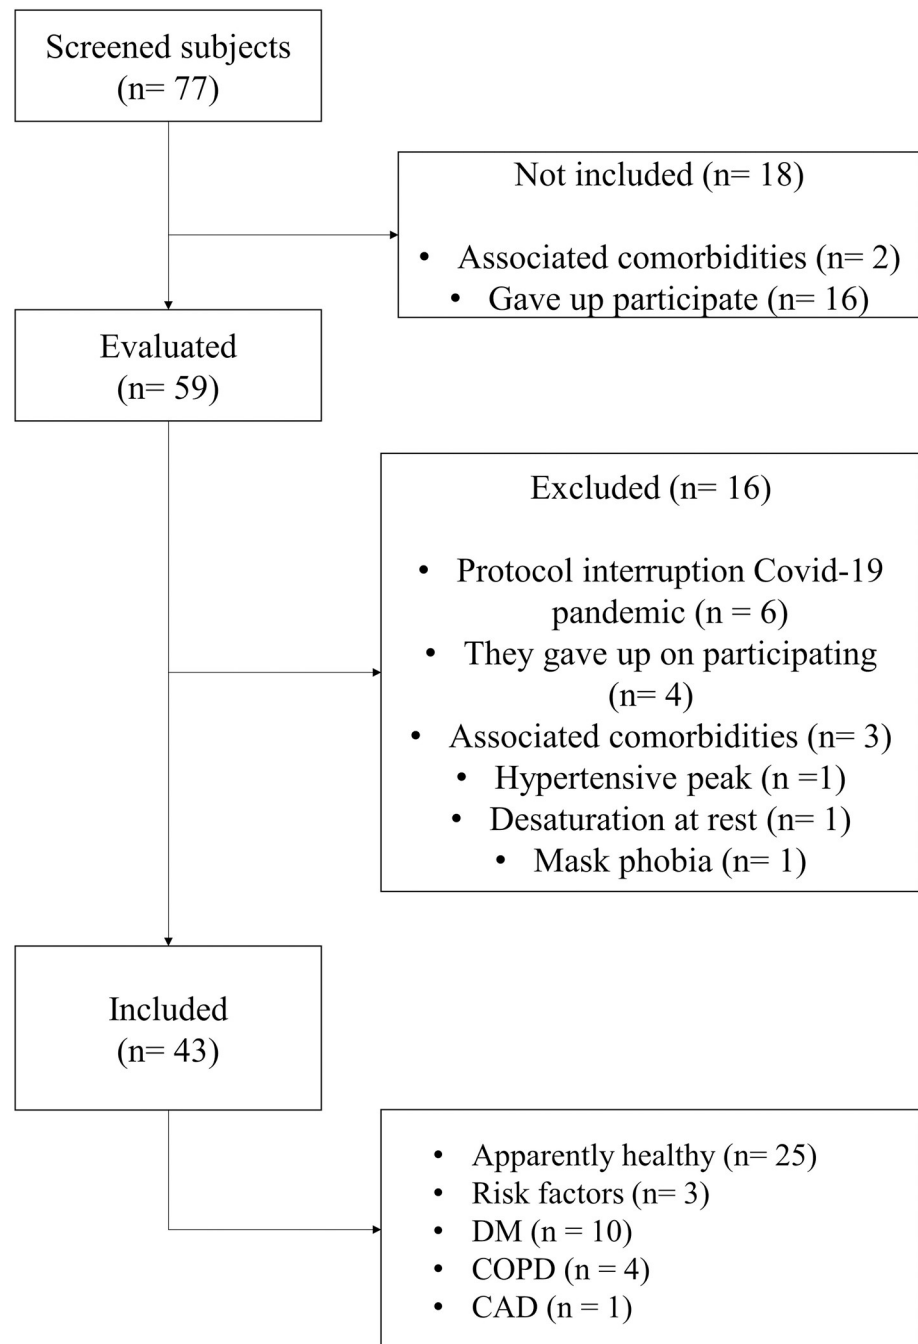 Screened subjects
(n= 77)
Not included (n= 18)
• Associated comorbidities (n= 2)
• Gave up participate (n= 16)
Evaluated
(n= 59)
Excluded (n= 16)
• Protocol interruption Covid-19
pandemic (n = 6)
• They gave up on participating
(n= 4)
• Associated comorbidities (n= 3)
• Hypertensive peak (n =1)
• Desaturation at rest (n= 1)
• Mask phobia (n= 1)
Included
(n= 43)
• Apparently healthy (n= 25)
• Risk factors (n= 3)
• DM (n = 10)
• COPD (n = 4)
• CAD (n = 1)